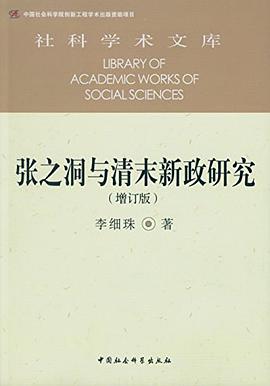 中国社会科学院创新工程学术出版资助项目
社科学术文库
LIBRARY OF
ACADEMIC WORKS OF
SOCIAL SCIENCES
张之洞与清末新政研究
(增订版)
李细珠 著
中国社会科学出版社